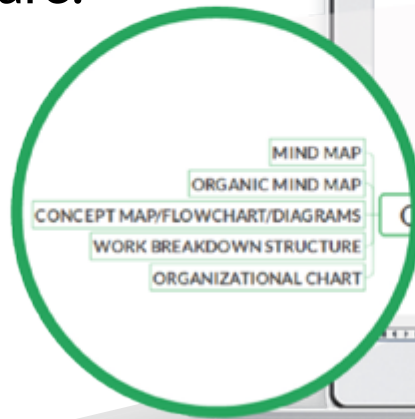 MIND MAP
ORGANIC MIND MAP
CONCEPT MAP/FLOWCHART/DIAGRAMS
WORK BREAKDOWN STRUCTURE
ORGANIZATIONAL CHART